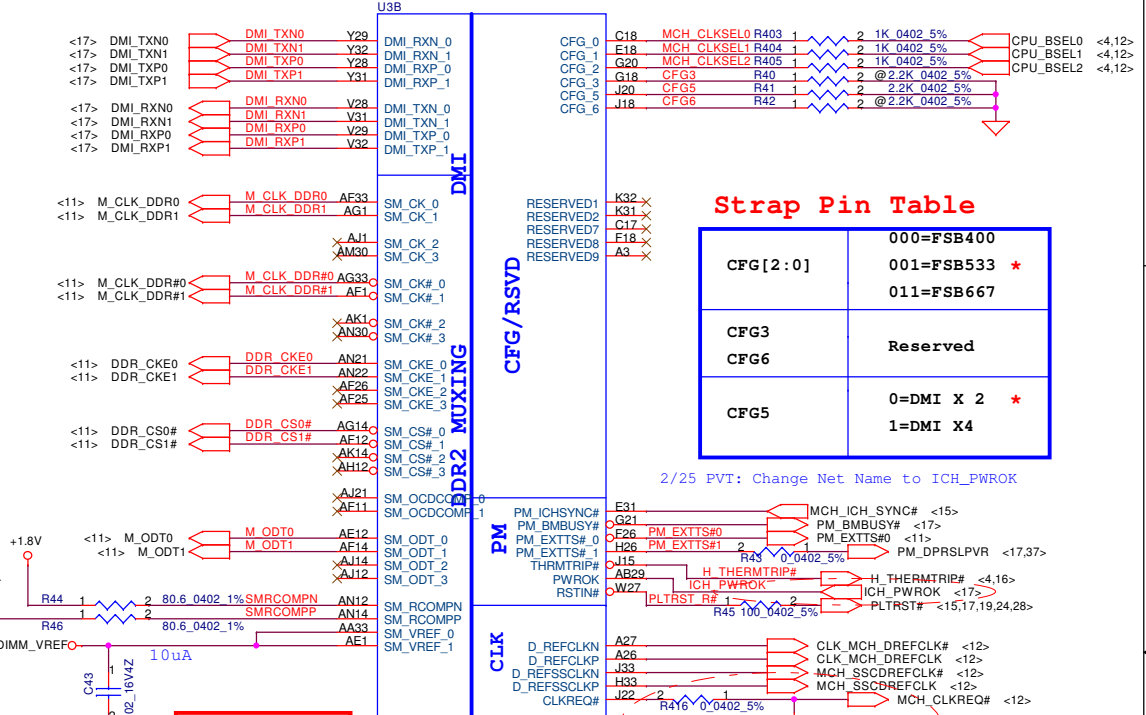 U3B
<17> DMI_TXN0 DMI_TXN0 Y29 DMI_RXN_0
<17> DMI_TXN1 DMI_TXN1 Y32 DMI_RXN_1
<17> DMI_TXP0 DMI_TXP0 Y28 DMI_RXP_0
<17> DMI_TXP1 DMI_TXP1 Y31 DMI_RXP_1
<17> DMI_RXN0 DMI_RXN0 V28 DMI_TXN_0
<17> DMI_RXN1 DMI_RXN1 V31 DMI_TXN_1
<17> DMI_RXP0 DMI_RXP0 V29 DMI_TXP_0
<17> DMI_RXP1 DMI_RXP1 V32 DMI_TXP_1
DMI
<11> M_CLK_DDR0 M_CLK_DDR0 AF33 SM_CK_0
<11> M_CLK_DDR1 M_CLK_DDR1 AG1 SM_CK_1
AJ1 SM_CK_2
AM30 SM_CK_3
<11> M_CLK_DDR#0 M_CLK_DDR#0 AG33 SM_CK#_0
<11> M_CLK_DDR#1 M_CLK_DDR#1 AF1 SM_CK#_1
AK1 SM_CK#_2
AN30 SM_CK#_3
<11> DDR_CKE0 DDR_CKE0 AN21 SM_CKE_0
<11> DDR_CKE1 DDR_CKE1 AN22 SM_CKE_1
AF26 SM_CKE_2
AF25 SM_CKE_3
<11> DDR_CS0# DDR_CS0# AG14 SM_CS#_0
<11> DDR_CS1# DDR_CS1# AF12 SM_CS#_1
AK14 SM_CS#_2
AH12 SM_CS#_3
AJ21 SM_OCDCOMP_0
AF11 SM_OCDCOMP_1
DDR2 MUXING
<11> M_ODT0 M_ODT0 AE12 SM_ODT_0
<11> M_ODT1 M_ODT1 AF14 SM_ODT_1
AJ14 SM_ODT_2
AJ12 SM_ODT_3
+1.8V
R44 1 2 80.6_0402_1% SMRCOMPN AN12 SM_RCOMPN
R46 1 2 80.6_0402_1% SMRCOMPP AN14 SM_RCOMPP
AA33 SM_VREF_0
DIMM_VREF AE1 SM_VREF_1
10uA
C43 1
02_16V4Z
CFG_0 C18 MCH_CLKSEL0 R403 1 2 1K_0402_5% CPU_BSEL0 <4,12>
CFG_1 E18 MCH_CLKSEL1 R404 1 2 1K_0402_5% CPU_BSEL1 <4,12>
CFG_2 G20 MCH_CLKSEL2 R405 1 2 1K_0402_5% CPU_BSEL2 <4,12>
CFG_3 G18 CFG3 R40 1 2 @2.2K_0402_5%
CFG_5 J20 CFG5 R41 1 2 2.2K_0402_5%
CFG_6 J18 CFG6 R42 1 2 @2.2K_0402_5%
RESERVED1 K32
RESERVED2 K31
RESERVED7 C17
RESERVED8 F18
RESERVED9 A3
CFG/RSVD
Strap Pin Table
CFG[2:0]
000=FSB400
001=FSB533 *
011=FSB667
CFG3
CFG6
Reserved
CFG5
0=DMI X 2 *
1=DMI X4
2/25 PVT: Change Net Name to ICH_PWROK
PM
PM_ICHSYNC# E31 MCH_ICH_SYNC# <15>
PM_BMBUSY# G21 PM_BMBUSY# <17>
PM_EXTTS#_0 F26 PM_EXTTS#0 PM_EXTTS#0 <11>
PM_EXTTS#_1 H26 PM_EXTTS#1 R43 2 1 0_0402_5% PM_DPRSLPVR <17,37>
THRMTRIP# J15 H_THERMTRIP# H_THERMTRIP# <4,16>
PWROK AB29 ICH_PWROK ICH_PWROK <17>
RSTIN# W27 PLTRST_R# R45 1 2 100_0402_5% PLTRST# <15,17,19,24,28>
CLK
D_REFCLKN A27 CLK_MCH_DREFCLK# <12>
D_REFCLKP A26 CLK_MCH_DREFCLK <12>
D_REFSSCLKN J33 MCH_SSCDREFCLK# <12>
D_REFSSCLKP H33 MCH_SSCDREFCLK <12>
CLKREQ# J22 R416 2 1 0_0402_5% MCH_CLKREQ# <12>